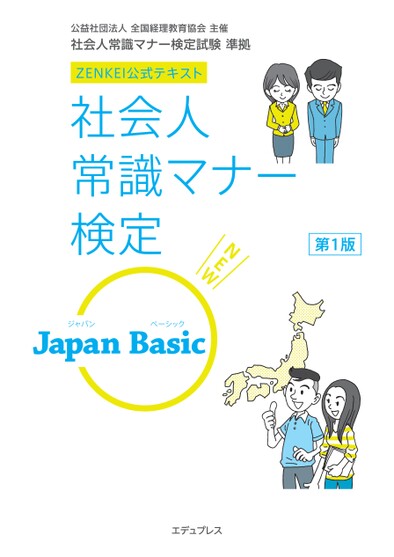 公益社団法人 全国経理教育協会 主催
社会人常識マナー検定試験 準拠
ZENKEI公式テキスト
社会人
常識マナー
検定
NEW
第1版
ジャパン ベーシック
Japan Basic
エデュプレス